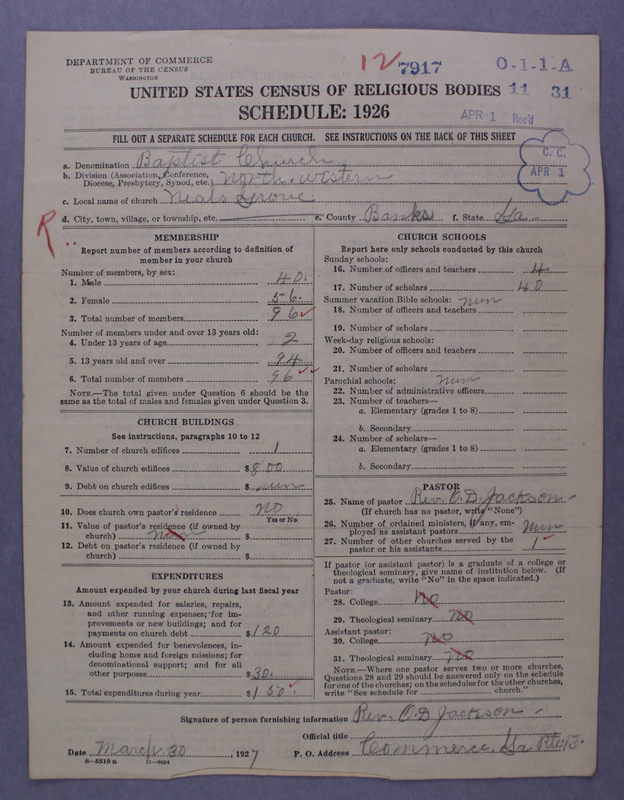 DEPARTMENT OF COMMERCE
BUREAU OF THE CENSUS
WASHINGTON
12 7917 O-1-1-A
UNITED STATES CENSUS OF RELIGIOUS BODIES 11 31
SCHEDULE: 1926
APR 1 Rec'd
FILL OUT A SEPARATE SCHEDULE FOR EACH CHURCH. SEE INSTRUCTIONS ON THE BACK OF THIS SHEET
C. C.
APR 1
a. Denomination Baptist Church
b. Division (Association, Conference, Diocese, Presbytery, Synod, etc.) North western
c. Local name of church Neals Grove
d. City, town, village, or township, etc. e. County Banks f. State Ga
R
MEMBERSHIP
Report number of members according to definition of
member in your church
Number of members, by sex:
1. Male 40.
2. Female 56.
3. Total number of members 96
Number of members under and over 13 years old:
4. Under 13 years of age 2
5. 13 years old and over 94
6. Total number of members 96
NOTE.—The total given under Question 6 should be the
same as the total of males and females given under Question 3.
CHURCH BUILDINGS
See instructions, paragraphs 10 to 12
7. Number of church edifices 1
8. Value of church edifices $800
9. Debt on church edifices $ nun
10. Does church own pastor's residence no
Yes or No
11. Value of pastor's residence (if owned by
church) $
12. Debt on pastor's residence (if owned by
church) $
EXPENDITURES
Amount expended by your church during last fiscal year
13. Amount expended for salaries, repairs,
and other running expenses; for im-
provements or new buildings; and for
payments on church debt $120
14. Amount expended for benevolences, in-
cluding home and foreign missions; for
denominational support; and for all
other purposes $30.
15. Total expenditures during year $150.
CHURCH SCHOOLS
Report here only schools conducted by this church
Sunday schools:
16. Number of officers and teachers 4.
17. Number of scholars 40
Summer vacation Bible schools: nun
18. Number of officers and teachers
19. Number of scholars
Week-day religious schools:
20. Number of officers and teachers
21. Number of scholars
Parochial schools: nun
22. Number of administrative officers
23. Number of teachers—
a. Elementary (grades 1 to 8)
b. Secondary
24. Number of scholars—
a. Elementary (grades 1 to 8)
b. Secondary
PASTOR
25. Name of pastor Rev. O. D. Jackson
(If church has no pastor, write "None")
26. Number of ordained ministers, if any, em-
ployed as assistant pastors nun
27. Number of other churches served by the
pastor or his assistants 1
If pastor (or assistant pastor) is a graduate of a college or
theological seminary, give name of institution below. (If
not a graduate, write "No" in the space indicated.)
Pastor:
28. College No
29. Theological seminary no
Assistant pastor:
30. College no
31. Theological seminary no
NOTE.—Where one pastor serves two or more churches,
Questions 28 and 29 should be answered only on the schedule
for one of the churches; on the schedules for the other churches,
write "See schedule for church."
Signature of person furnishing information Rev. O. D Jackson
Official title
Date March 30 1927 P. O. Address Commerce, Ga. Rto 3.
8-5518 a 11-9024